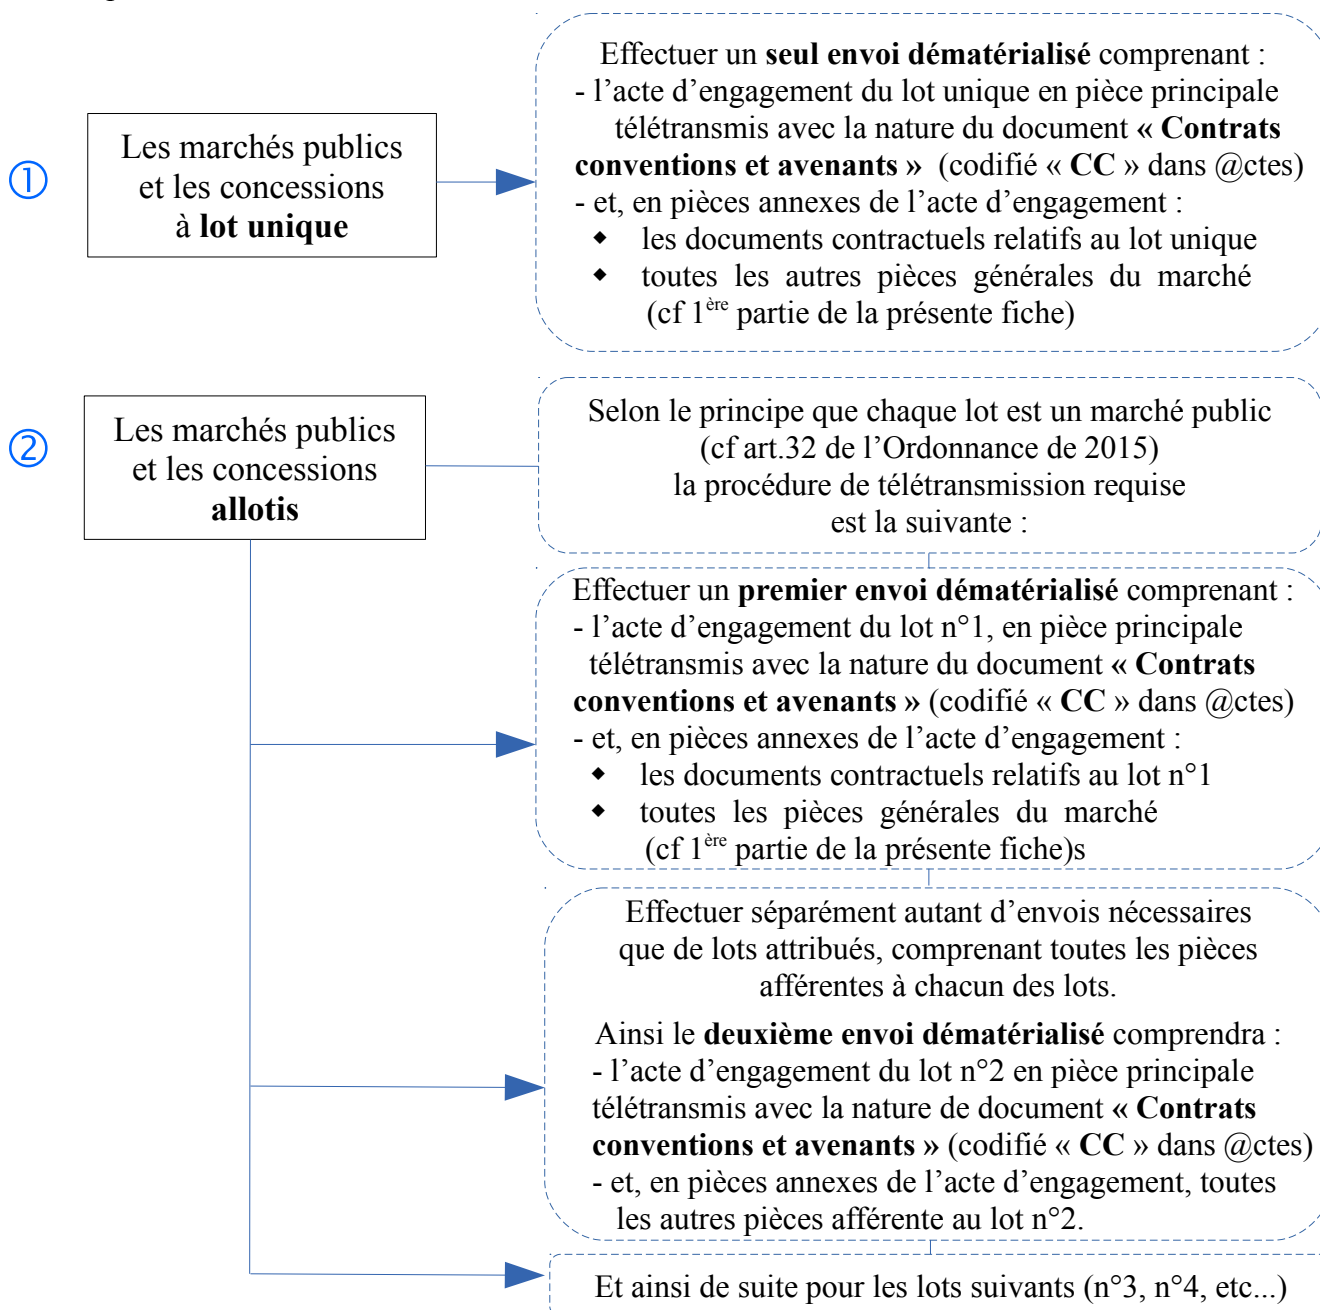 Effectuer un seul envoi dématérialisé comprenant :
- l’acte d’engagement du lot unique en pièce principale
télétransmis avec la nature du document « Contrats
conventions et avenants » (codifié « CC » dans @ctes)
- et, en pièces annexes de l’acte d’engagement :
◆ les documents contractuels relatifs au lot unique
◆ toutes les autres pièces générales du marché
(cf 1ère partie de la présente fiche)
①
Les marchés publics
et les concessions
à lot unique
②
Les marchés publics
et les concessions
allotis
Selon le principe que chaque lot est un marché public
(cf art.32 de l’Ordonnance de 2015)
la procédure de télétransmission requise
est la suivante :
Effectuer un premier envoi dématérialisé comprenant :
- l’acte d’engagement du lot n°1, en pièce principale
télétransmis avec la nature du document « Contrats
conventions et avenants » (codifié « CC » dans @ctes)
- et, en pièces annexes de l’acte d’engagement :
◆ les documents contractuels relatifs au lot n°1
◆ toutes les pièces générales du marché
(cf 1ère partie de la présente fiche)s
Effectuer séparément autant d’envois nécessaires
que de lots attribués, comprenant toutes les pièces
afférentes à chacun des lots.
Ainsi le deuxième envoi dématérialisé comprendra :
- l’acte d’engagement du lot n°2 en pièce principale
télétransmis avec la nature de document « Contrats
conventions et avenants » (codifié « CC » dans @ctes)
- et, en pièces annexes de l’acte d’engagement, toutes
les autres pièces afférente au lot n°2.
Et ainsi de suite pour les lots suivants (n°3, n°4, etc...)